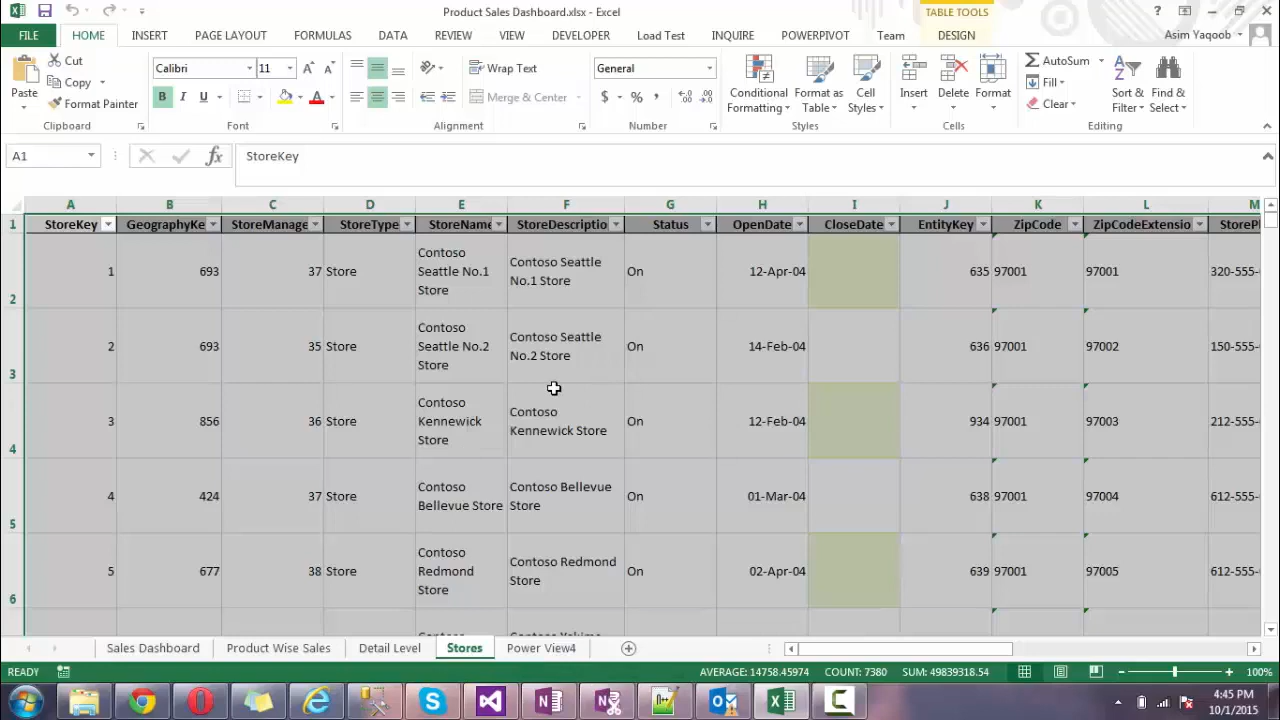 Product Sales Dashboard.xlsx - Excel
TABLE TOOLS
?
FILE HOME INSERT PAGE LAYOUT FORMULAS DATA REVIEW VIEW DEVELOPER Load Test INQUIRE POWERPIVOT Team DESIGN Asim Yaqoob
Paste
Cut
Copy
Format Painter
Clipboard
Calibri 11
B I U
Font
Wrap Text
Merge & Center
Alignment
General
$ % ,
Number
Conditional Formatting
Format as Table
Cell Styles
Styles
Insert Delete Format
Cells
AutoSum
Fill
Clear
Sort & Filter
Find & Select
Editing
A1 fx StoreKey
A B C D E F G H I J K L M
1 StoreKey GeographyKe StoreManage StoreType StoreName StoreDescriptio Status OpenDate CloseDate EntityKey ZipCode ZipCodeExtensio StoreP
2 1 693 37 Store Contoso Seattle No.1 Store Contoso Seattle No.1 Store On 12-Apr-04 635 97001 97001 320-555-
3 2 693 35 Store Contoso Seattle No.2 Store Contoso Seattle No.2 Store On 14-Feb-04 636 97001 97002 150-555-
4 3 856 36 Store Contoso Kennewick Store Contoso Kennewick Store On 12-Feb-04 934 97001 97003 212-555-
5 4 424 37 Store Contoso Bellevue Store Contoso Bellevue Store On 01-Mar-04 638 97001 97004 612-555-
6 5 677 38 Store Contoso Redmond Store Contoso Redmond Store On 02-Apr-04 639 97001 97005 612-555-
Sales Dashboard Product Wise Sales Detail Level Stores Power View4
READY AVERAGE: 14758.45974 COUNT: 7380 SUM: 49839318.54 100%
4:45 PM
10/1/2015